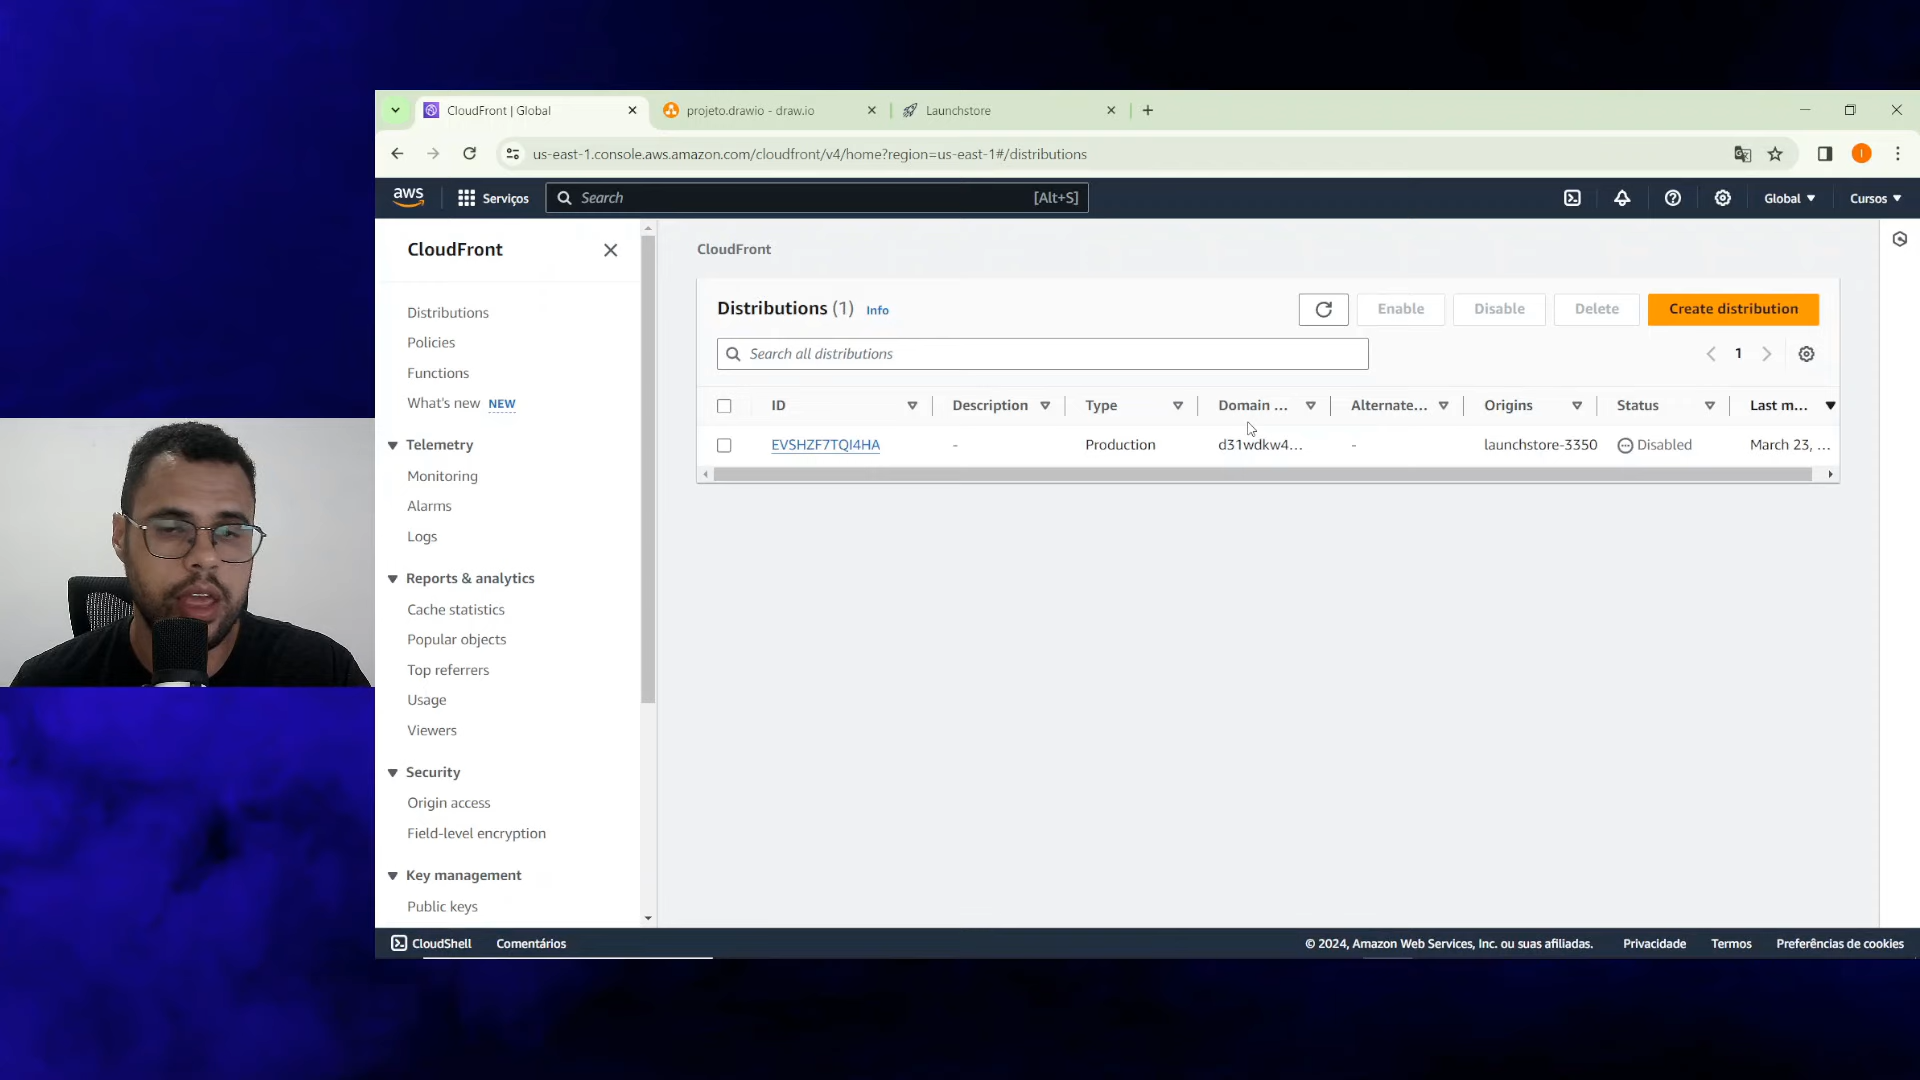 CloudFront | Global
projeto.drawio - draw.io
Launchstore
us-east-1.console.aws.amazon.com/cloudfront/v4/home?region=us-east-1#/distributions
aws
Serviços
Search
[Alt+S]
Global
Cursos
CloudFront
Distributions
Policies
Functions
What's new NEW
Telemetry
Monitoring
Alarms
Logs
Reports & analytics
Cache statistics
Popular objects
Top referrers
Usage
Viewers
Security
Origin access
Field-level encryption
Key management
Public keys
CloudFront
Distributions (1) Info
Enable
Disable
Delete
Create distribution
Search all distributions
1
ID Description Type Domain ... Alternate... Origins Status Last m...
EVSHZF7TQI4HA - Production d31wdkw4... - launchstore-3350 Disabled March 23, ...
CloudShell
Comentários
© 2024, Amazon Web Services, Inc. ou suas afiliadas.
Privacidade
Termos
Preferências de cookies